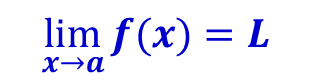 lim f(x) = L
x→a